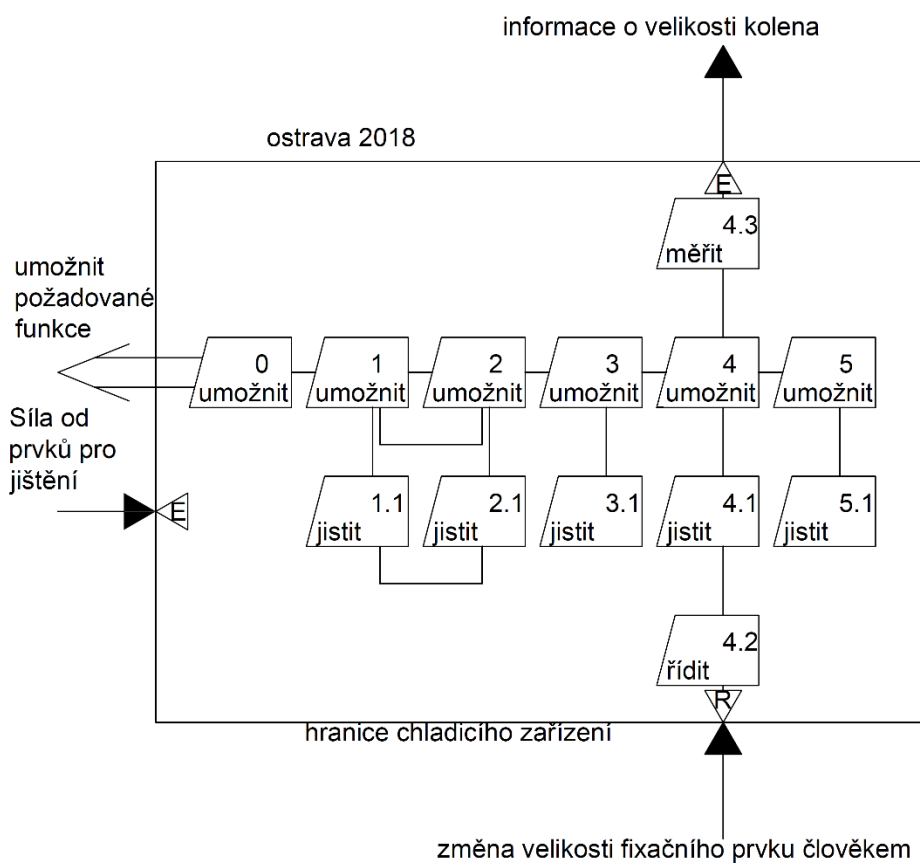 informace o velikosti kolena
ostrava 2018
E
4.3
měřit
umožnit
požadované
funkce
0
umožnit
1
umožnit
2
umožnit
3
umožnit
4
umožnit
5
umožnit
Síla od
prvků pro
jištění
E
1.1
jistit
2.1
jistit
3.1
jistit
4.1
jistit
5.1
jistit
4.2
řídit
R
hranice chladicího zařízení
změna velikosti fixačního prvku člověkem